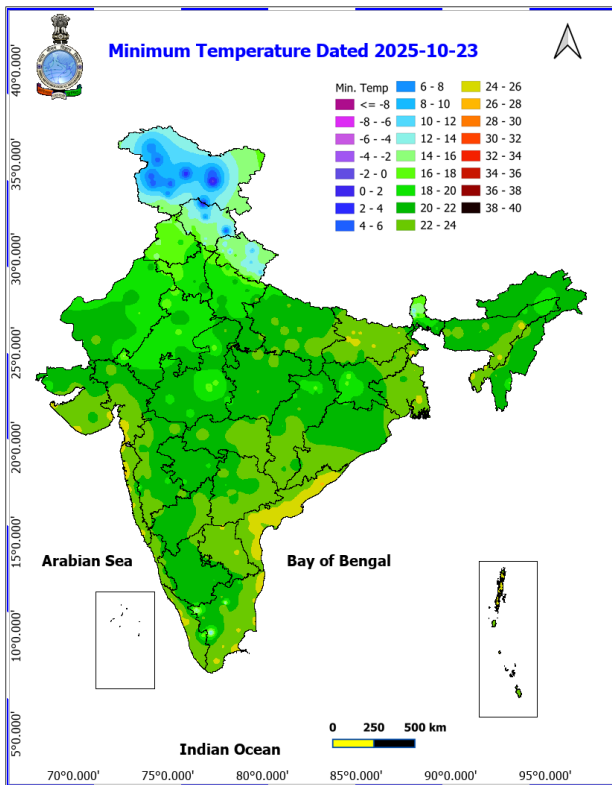 Minimum Temperature Dated 2025-10-23
Min. Temp
<= -8
-8 - -6
-6 - -4
-4 - -2
-2 - 0
0 - 2
2 - 4
4 - 6
6 - 8
8 - 10
10 - 12
12 - 14
14 - 16
16 - 18
18 - 20
20 - 22
22 - 24
24 - 26
26 - 28
28 - 30
30 - 32
32 - 34
34 - 36
36 - 38
38 - 40
40°0.000'
35°0.000'
30°0.000'
25°0.000'
20°0.000'
15°0.000'
10°0.000'
5°0.000'
Arabian Sea
Bay of Bengal
Indian Ocean
0 250 500 km
70°0.000' 75°0.000' 80°0.000' 85°0.000' 90°0.000' 95°0.000'